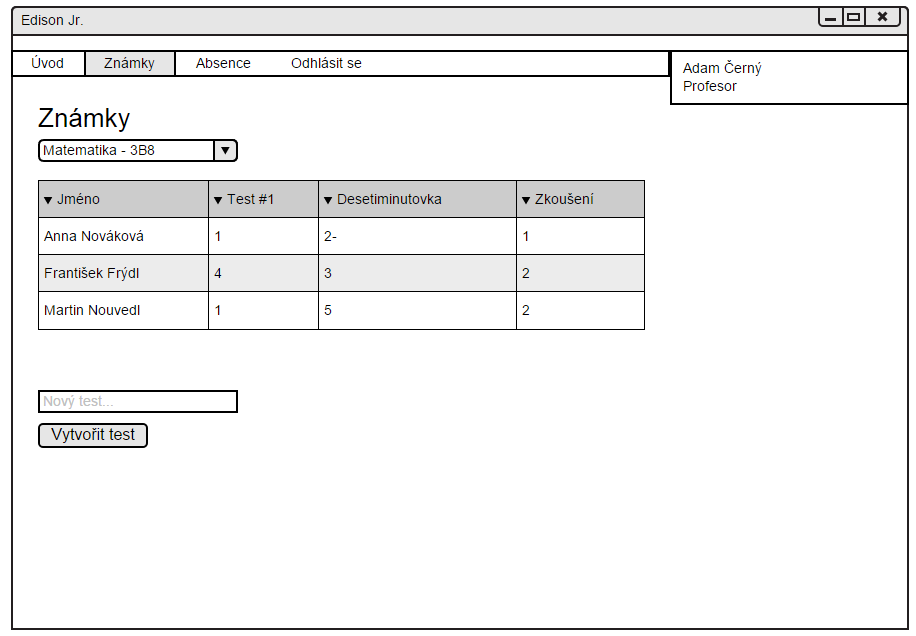 Edison Jr.
Úvod Známky Absence Odhlásit se
Adam Černý
Profesor
Známky
Matematika - 3B8
Jméno Test #1 Desetiminutovka Zkoušení
Anna Nováková 1 2- 1
František Frýdl 4 3 2
Martin Nouvedl 1 5 2
Nový test...
Vytvořit test